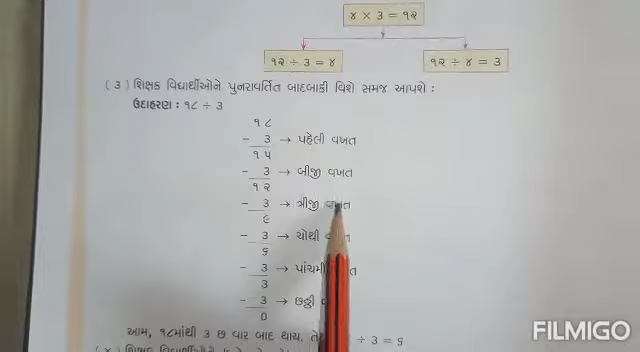 ૪ × ૩ = ૧૨
૧૨ ÷ ૩ = ૪
૧૨ ÷ ૪ = ૩
(૩) શિક્ષક વિદ્યાર્થીઓને પુનરાવર્તિત બાદબાકી વિશે સમજ આપશે :
ઉદાહરણ : ૧૮ ÷ ૩
૧૮
– ૩ → પહેલી વખત
૧૫
– ૩ → બીજી વખત
૧૨
– ૩ → ત્રીજી વખત
૯
– ૩ → ચોથી
૬
– ૩ → પાંચમી
૩
– ૩ → છઠ્ઠી
૦
આમ, ૧૮માંથી ૩ છ વાર બાદ થાય. ÷ ૩ = ૬
FILMIGO